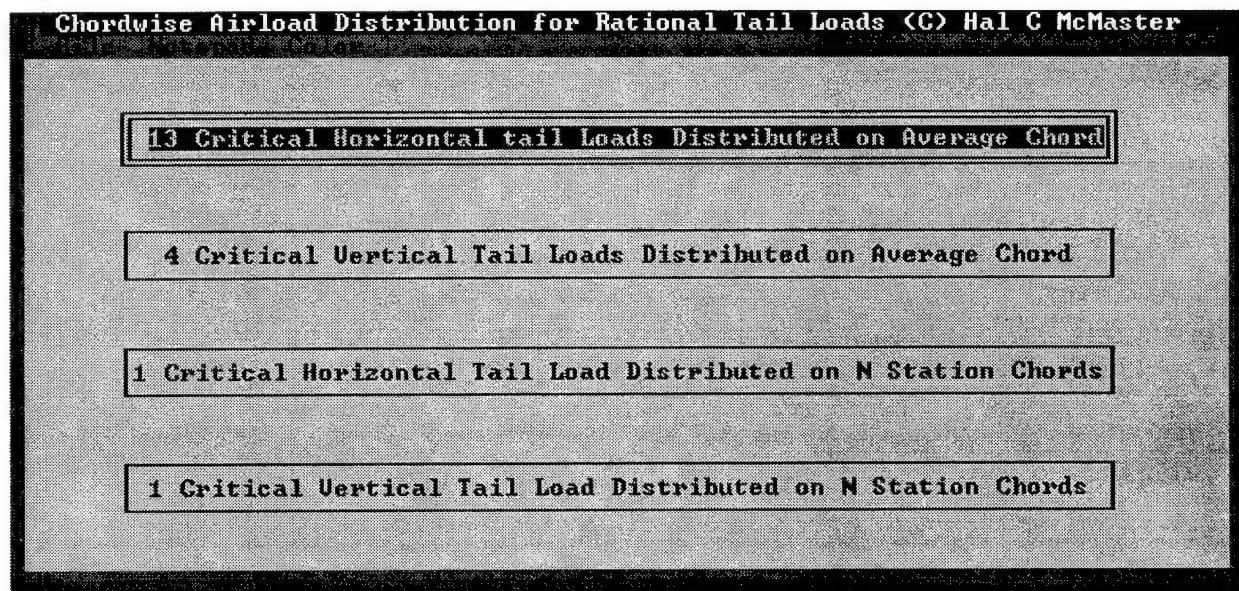 Chordwise Airload Distribution for Rational Tail Loads (C) Hal C McMaster
13 Critical Horizontal tail Loads Distributed on Average Chord
4 Critical Vertical Tail Loads Distributed on Average Chord
1 Critical Horizontal Tail Load Distributed on N Station Chords
1 Critical Vertical Tail Load Distributed on N Station Chords